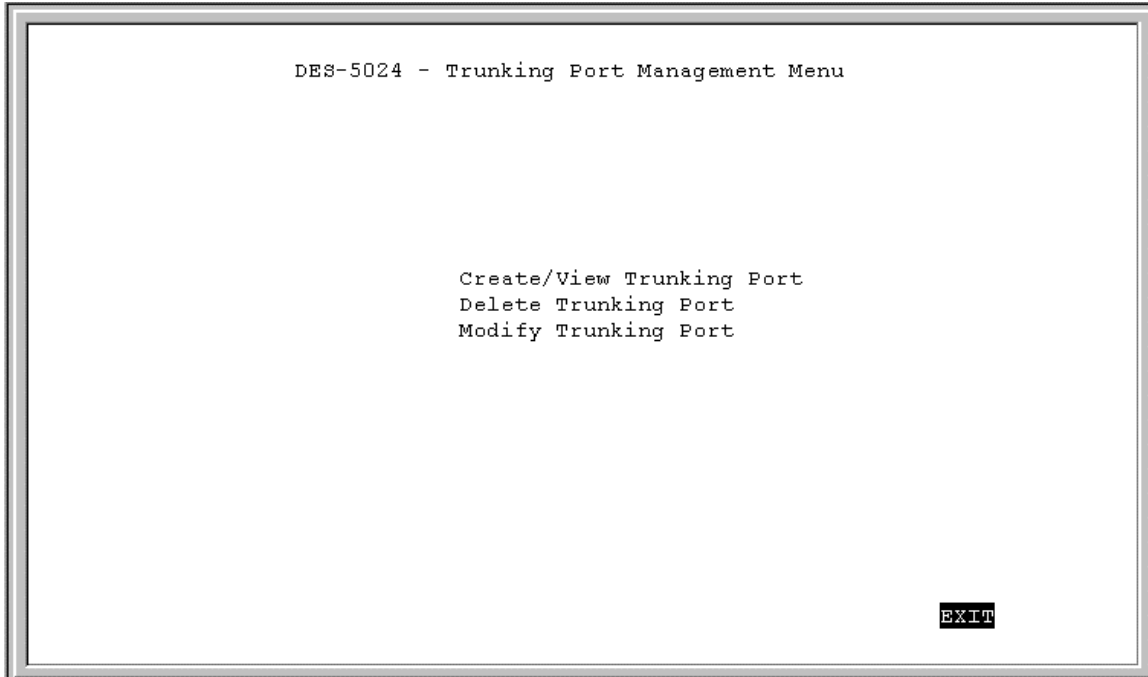 DES-5024 - Trunking Port Management Menu
Create/View Trunking Port
Delete Trunking Port
Modify Trunking Port
EXIT